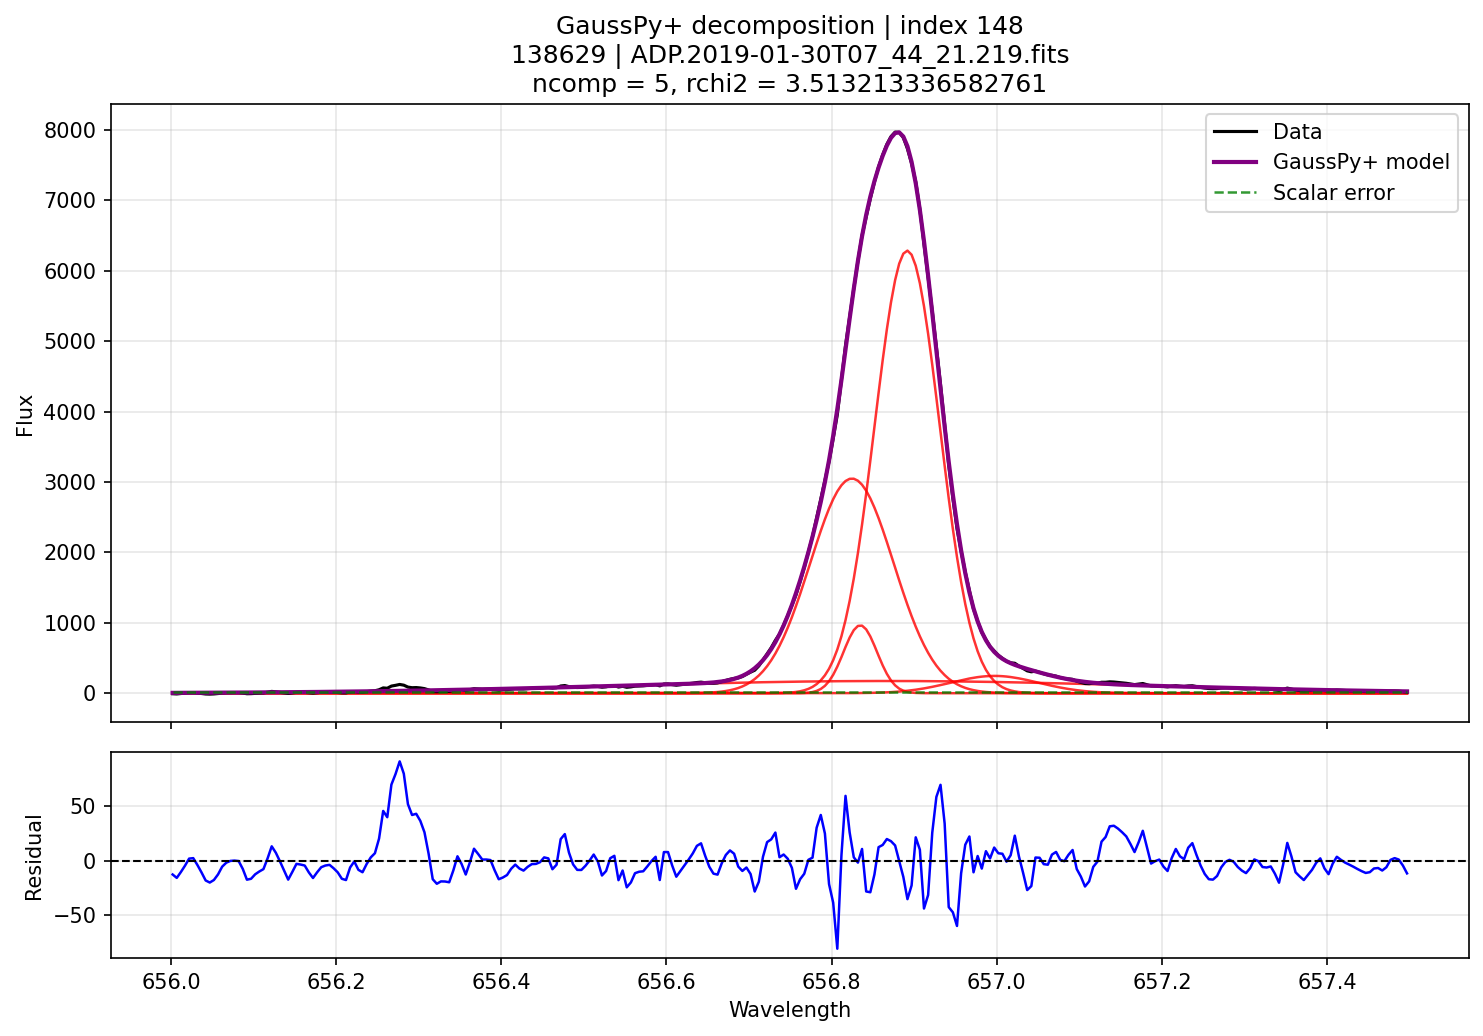 GaussPy+ decomposition | index 148
138629 | ADP.2019-01-30T07_44_21.219.fits
ncomp = 5, rchi2 = 3.513213336582761
Data
GaussPy+ model
Scalar error
8000
7000
6000
5000
4000
3000
2000
1000
0
Flux
50
0
−50
Residual
656.0 656.2 656.4 656.6 656.8 657.0 657.2 657.4
Wavelength